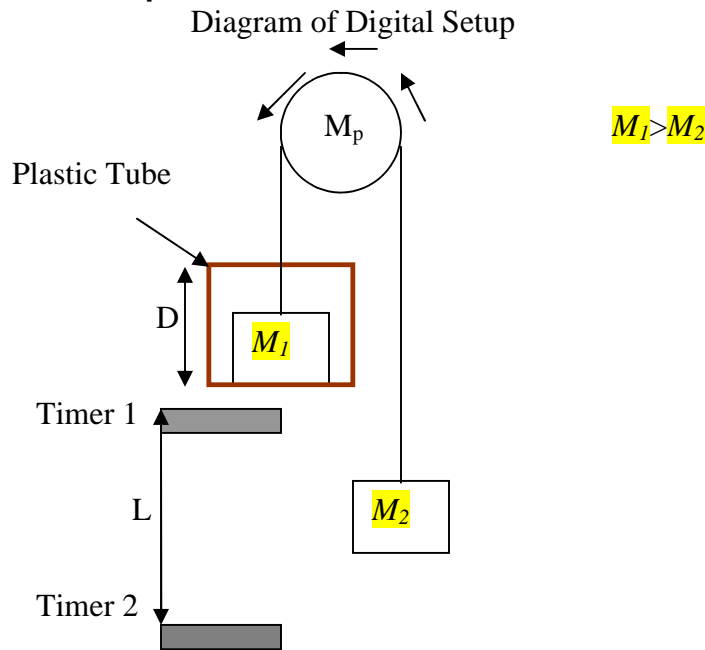 Diagram of Digital Setup
Mₚ
M₁>M₂
Plastic Tube
D
M₁
Timer 1
L
M₂
Timer 2